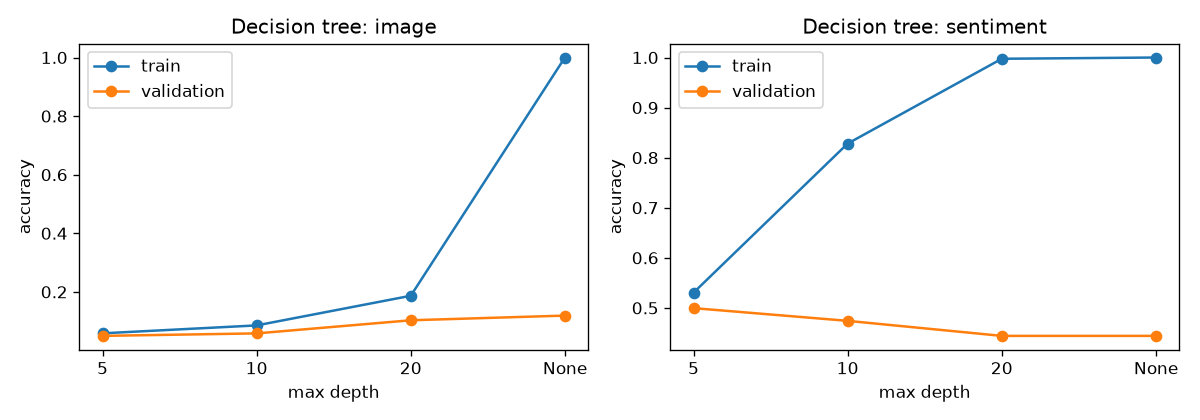 Decision tree: image
train
validation
1.0
0.8
0.6
0.4
0.2
accuracy
5 10 20 None
max depth
Decision tree: sentiment
train
validation
1.0
0.9
0.8
0.7
0.6
0.5
accuracy
5 10 20 None
max depth